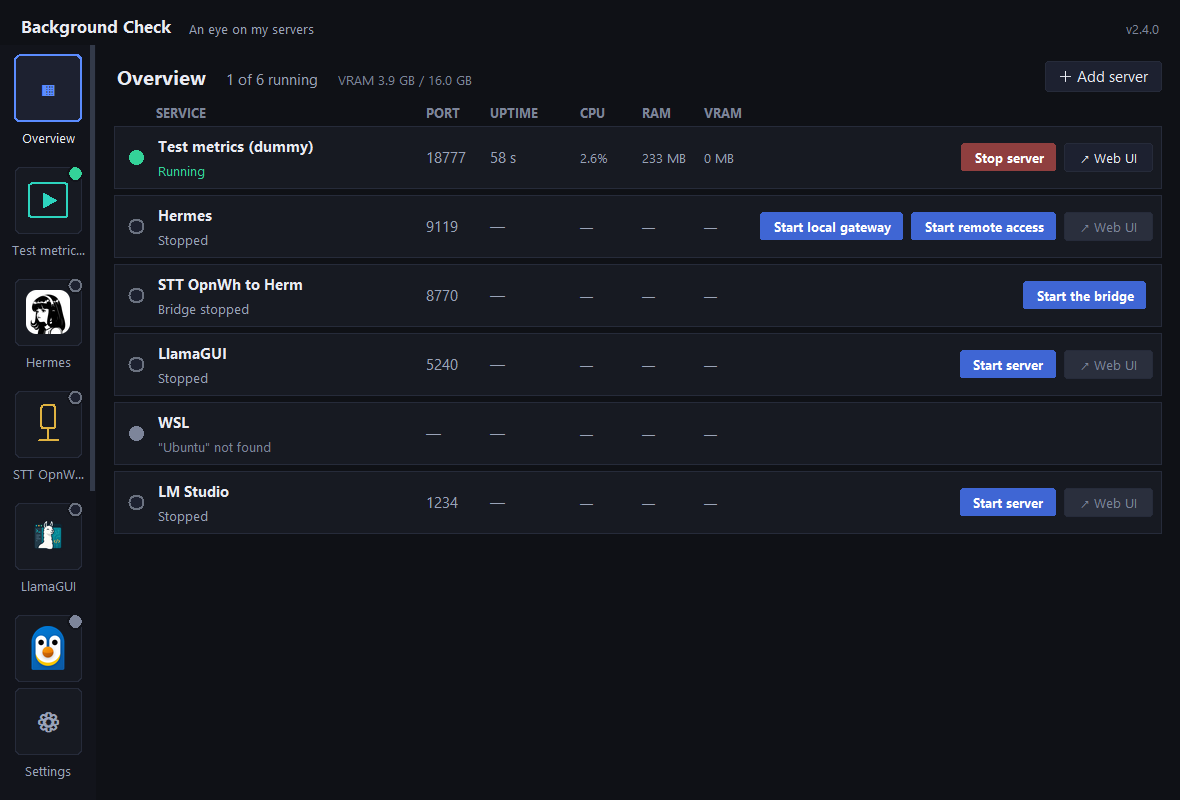 Background Check An eye on my servers v2.4.0
Overview 1 of 6 running VRAM 3.9 GB / 16.0 GB + Add server
SERVICE PORT UPTIME CPU RAM VRAM
Test metrics (dummy) 18777 58 s 2.6% 233 MB 0 MB Stop server ↗ Web UI
Running
Hermes 9119 — — — — Start local gateway Start remote access ↗ Web UI
Stopped
STT OpnWh to Herm 8770 — — — — Start the bridge
Bridge stopped
LlamaGUI 5240 — — — — Start server ↗ Web UI
Stopped
WSL — — — — —
"Ubuntu" not found
LM Studio 1234 — — — — Start server ↗ Web UI
Stopped
Overview
Test metric...
Hermes
STT OpnW...
LlamaGUI
Settings